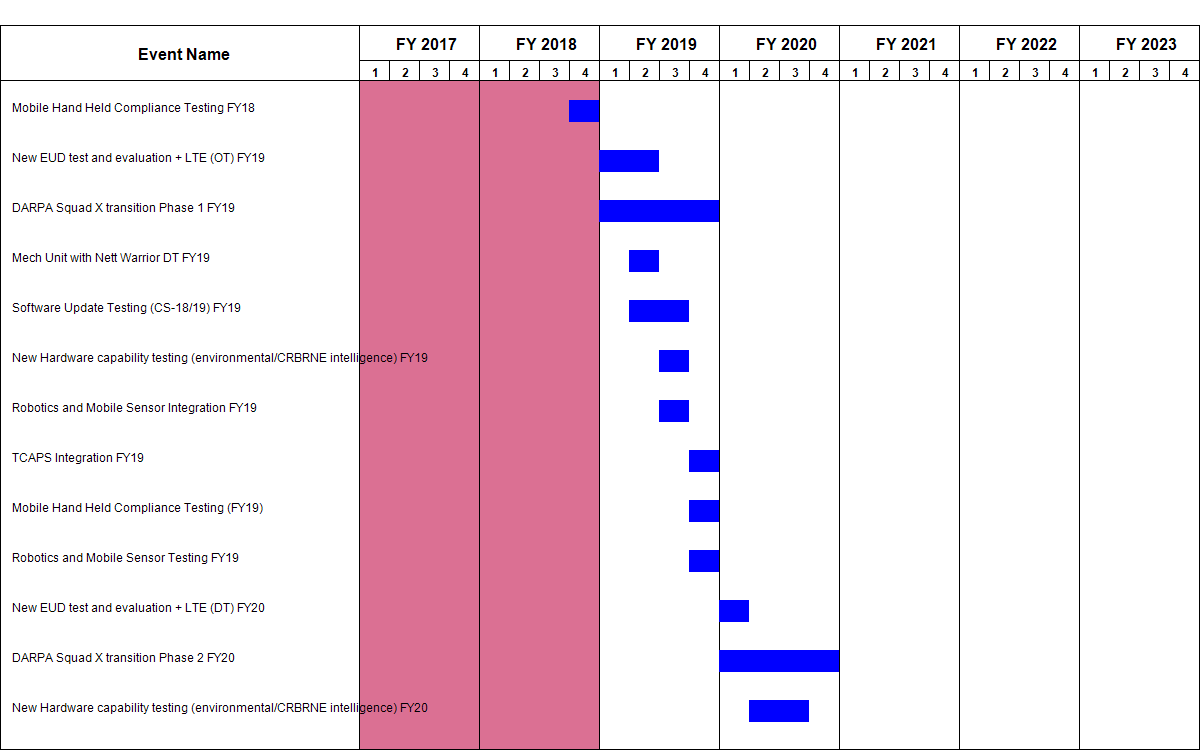 Event Name FY 2017 FY 2018 FY 2019 FY 2020 FY 2021 FY 2022 FY 2023
1 2 3 4 1 2 3 4 1 2 3 4 1 2 3 4 1 2 3 4 1 2 3 4 1 2 3 4
Mobile Hand Held Compliance Testing FY18
New EUD test and evaluation + LTE (OT) FY19
DARPA Squad X transition Phase 1 FY19
Mech Unit with Nett Warrior DT FY19
Software Update Testing (CS-18/19) FY19
New Hardware capability testing (environmental/CRBRNE intelligence) FY19
Robotics and Mobile Sensor Integration FY19
TCAPS Integration FY19
Mobile Hand Held Compliance Testing (FY19)
Robotics and Mobile Sensor Testing FY19
New EUD test and evaluation + LTE (DT) FY20
DARPA Squad X transition Phase 2 FY20
New Hardware capability testing (environmental/CRBRNE intelligence) FY20